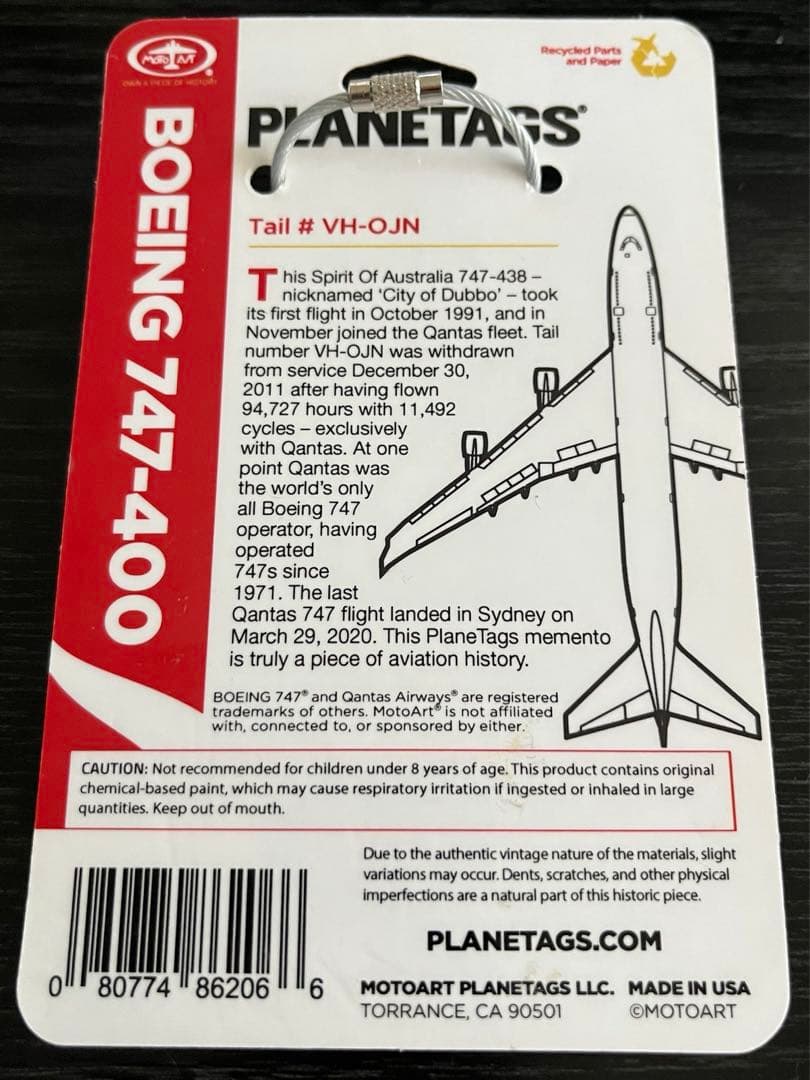 MotoArt®
OWN A PIECE OF HISTORY
Recycled Parts
and Paper
BOEING 747-400
PLANETAGS®
Tail # VH-OJN
This Spirit Of Australia 747-438 –
nicknamed ‘City of Dubbo’ – took
its first flight in October 1991, and in
November joined the Qantas fleet. Tail
number VH-OJN was withdrawn
from service December 30,
2011 after having flown
94,727 hours with 11,492
cycles – exclusively
with Qantas. At one
point Qantas was
the world’s only
all Boeing 747
operator, having
operated
747s since
1971. The last
Qantas 747 flight landed in Sydney on
March 29, 2020. This PlaneTags memento
is truly a piece of aviation history.
BOEING 747® and Qantas Airways® are registered
trademarks of others. MotoArt® is not affiliated
with, connected to, or sponsored by either.
CAUTION: Not recommended for children under 8 years of age. This product contains original
chemical-based paint, which may cause respiratory irritation if ingested or inhaled in large
quantities. Keep out of mouth.
Due to the authentic vintage nature of the materials, slight
variations may occur. Dents, scratches, and other physical
imperfections are a natural part of this historic piece.
PLANETAGS.COM
0 80774 86206 6
MOTOART PLANETAGS LLC. MADE IN USA
TORRANCE, CA 90501 ©MOTOART